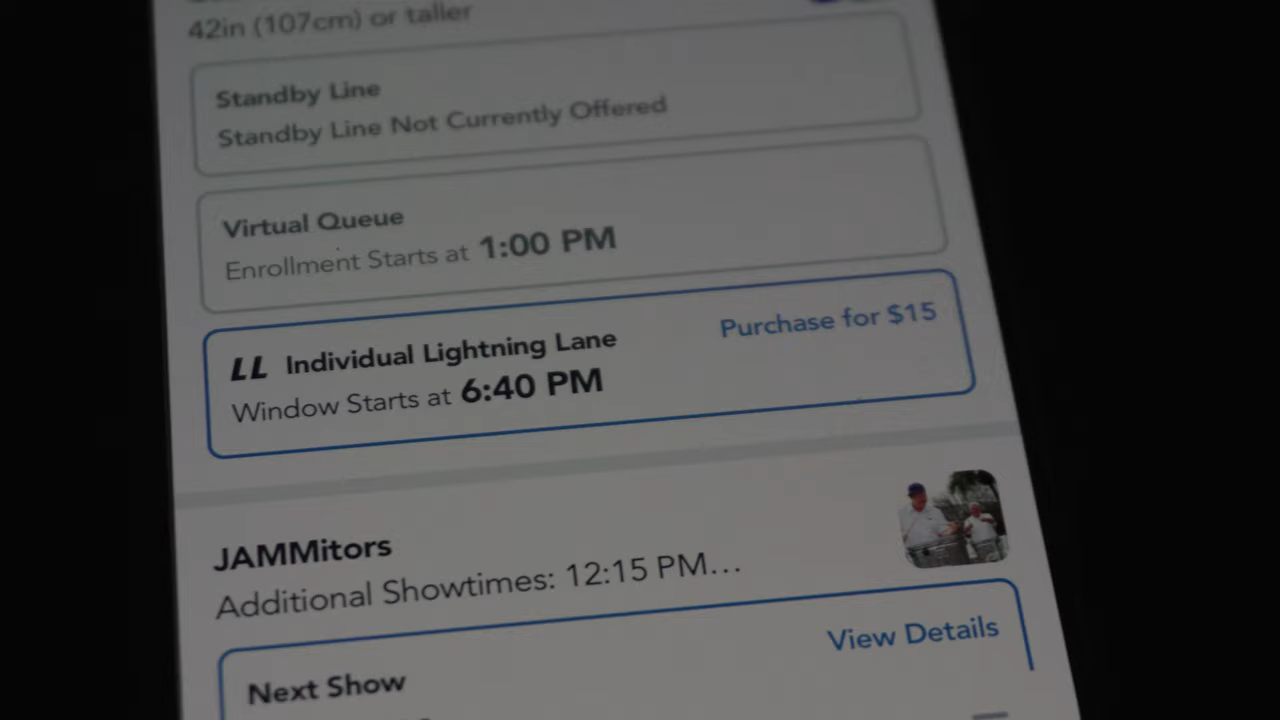 42in (107cm) or taller
Standby Line
Standby Line Not Currently Offered
Virtual Queue
Enrollment Starts at 1:00 PM
LL Individual Lightning Lane
Purchase for $15
Window Starts at 6:40 PM
JAMMitors
Additional Showtimes: 12:15 PM...
View Details
Next Show